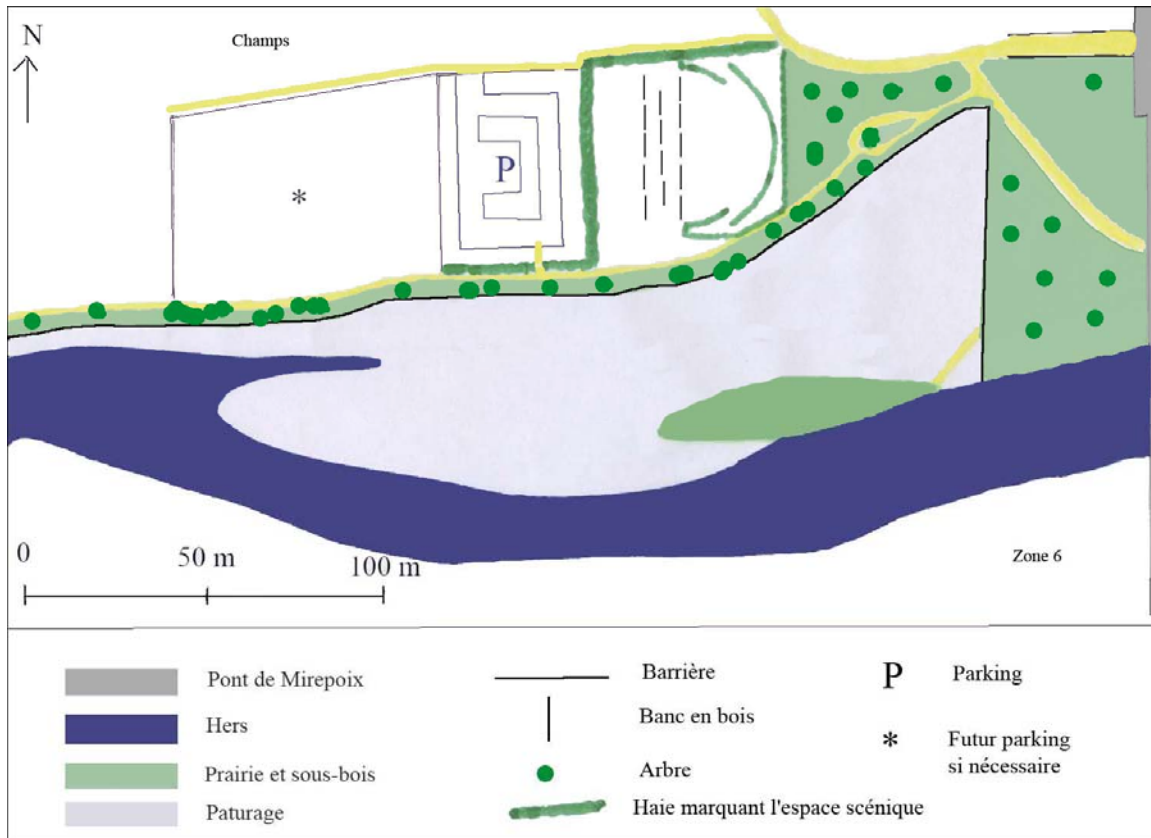 N
Champs
P
*
0
50 m
100 m
Zone 6
Pont de Mirepoix
Hers
Prairie et sous-bois
Paturage
Barrière
Banc en bois
Arbre
Haie marquant l'espace scénique
P
Parking
*
Futur parking
si nécessaire